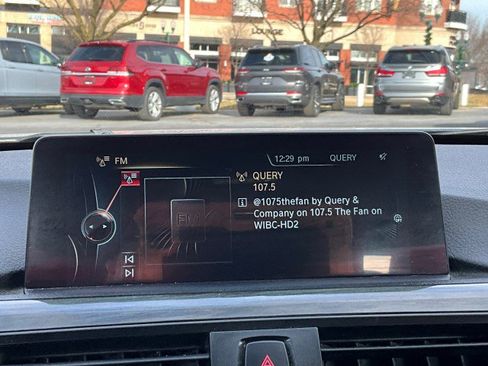 LOUNGE
FM
12:29 pm QUERY
QUERY
107.5
@1075thefan by Query &
Company on 107.5 The Fan on
WIBC-HD2
FM